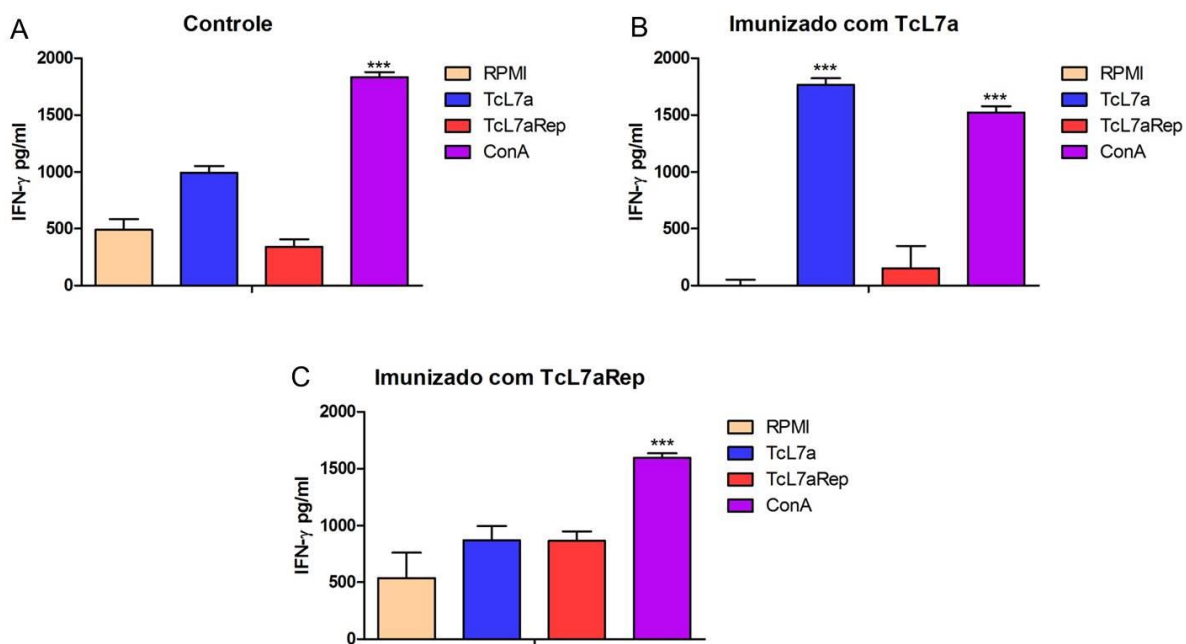 A
Controle
IFN-γ pg/ml
2000
1500
1000
500
0
***
RPMI
TcL7a
TcL7aRep
ConA
B
Imunizado com TcL7a
IFN-γ pg/ml
2000
1500
1000
500
0
***
***
RPMI
TcL7a
TcL7aRep
ConA
C
Imunizado com TcL7aRep
IFN-γ pg/ml
2000
1500
1000
500
0
***
RPMI
TcL7a
TcL7aRep
ConA